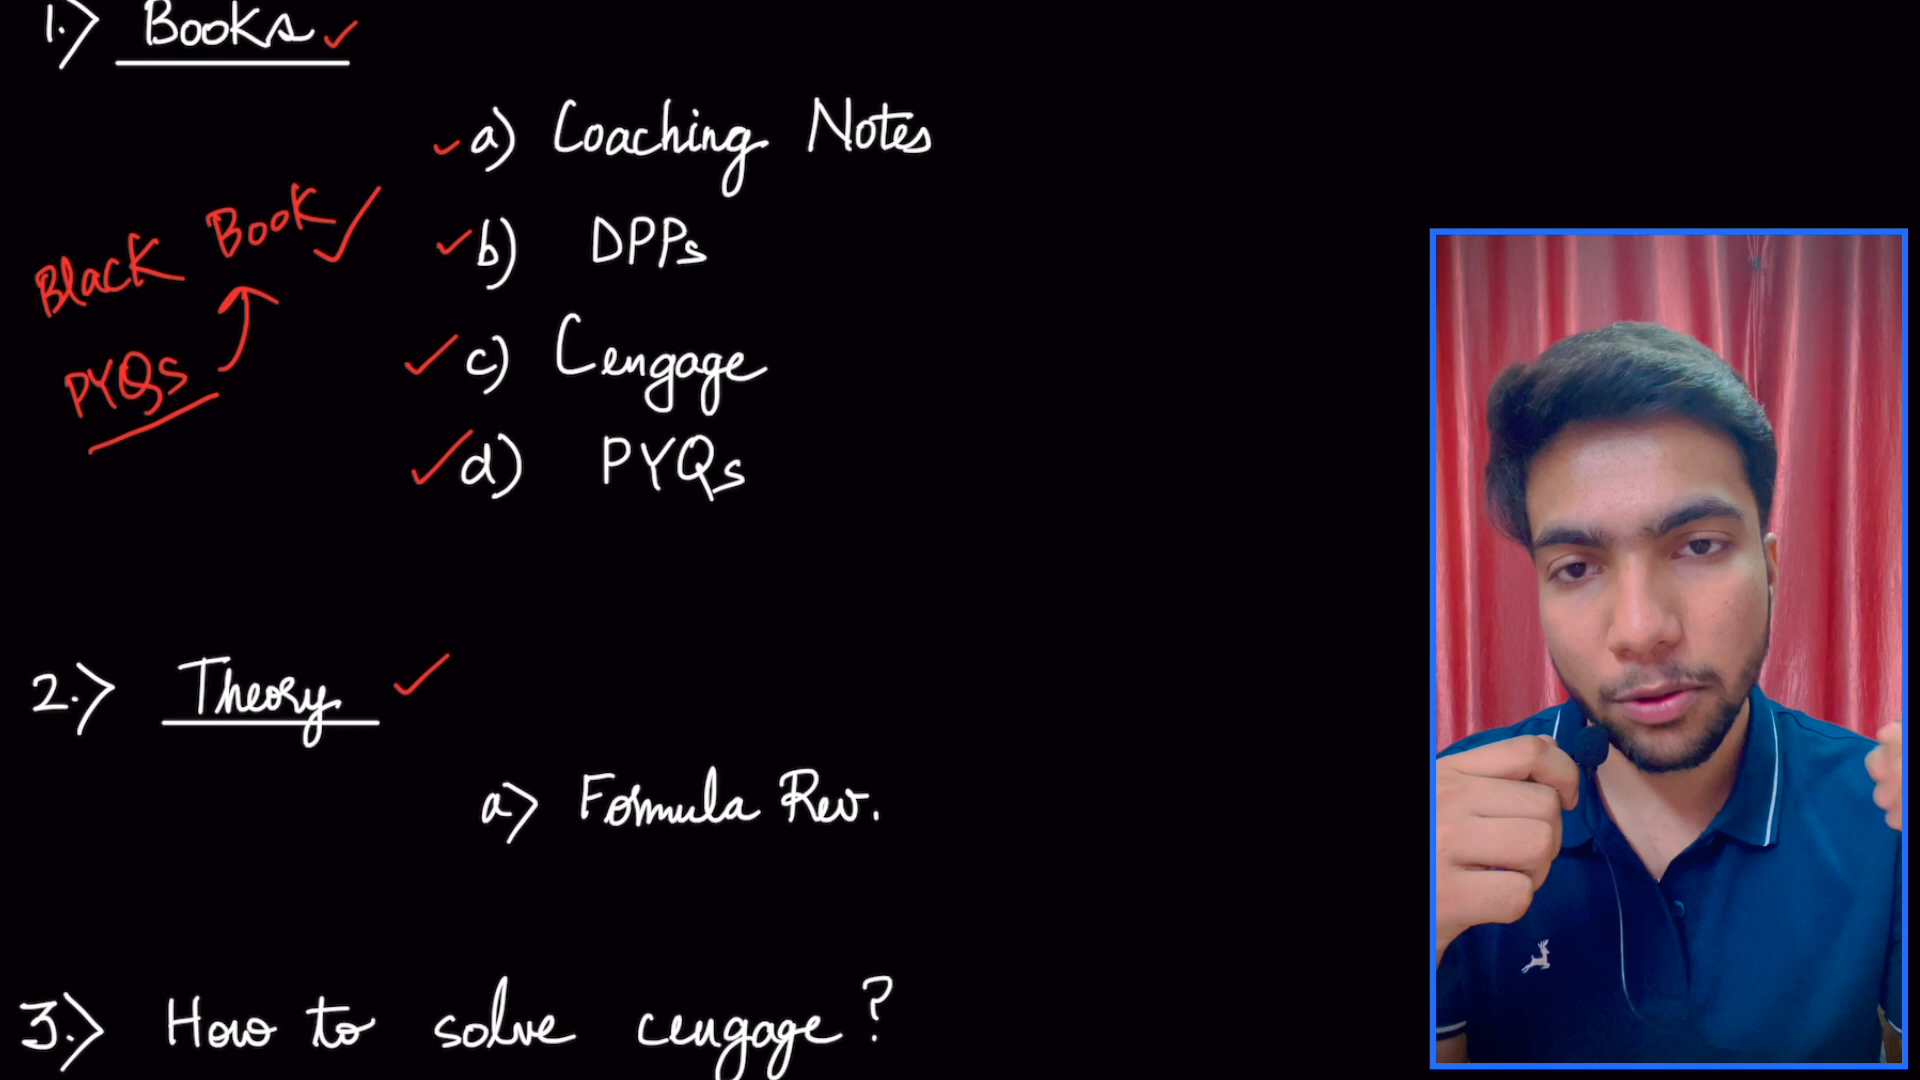 1.) Books
a) Coaching Notes
Black Book
b) DPPs
PYQs
c) Cengage
d) PYQs
2.) Theory
a) Formula Rev.
3.) How to solve cengage?